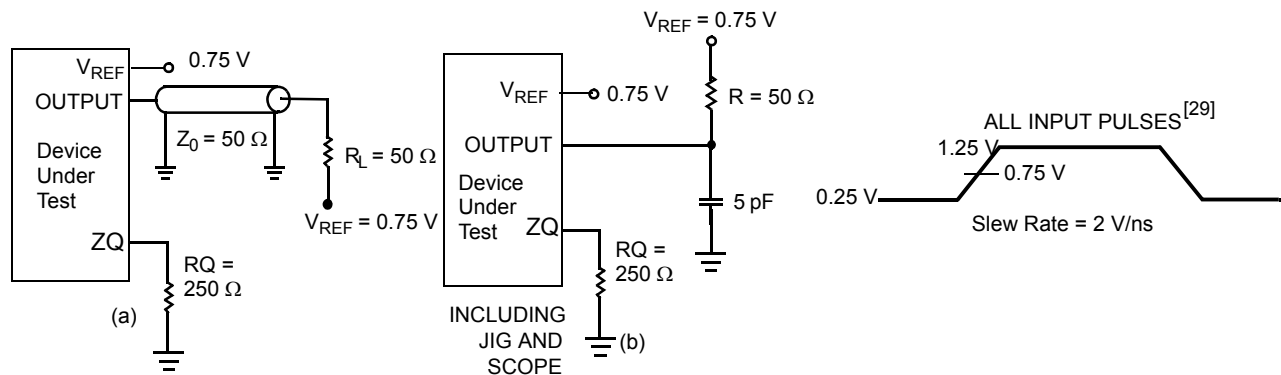 V_REF 0.75 V
OUTPUT
Z₀ = 50 Ω
Device
Under
Test
R_L = 50 Ω
V_REF = 0.75 V
ZQ
RQ =
250 Ω
(a)
V_REF = 0.75 V
R = 50 Ω
V_REF 0.75 V
OUTPUT
Device
Under
Test
5 pF
ZQ
RQ =
250 Ω
INCLUDING
JIG AND
SCOPE
(b)
ALL INPUT PULSES[29]
1.25 V
0.75 V
0.25 V
Slew Rate = 2 V/ns